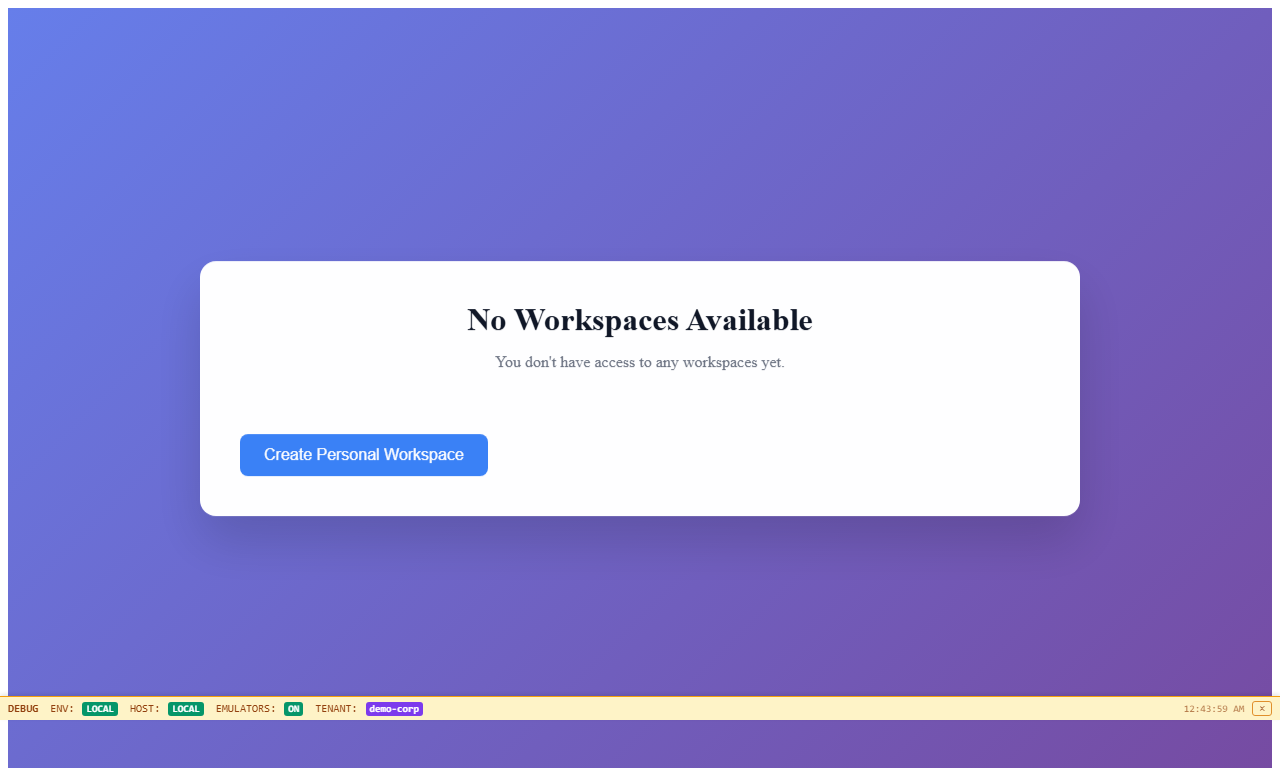 No Workspaces Available
You don't have access to any workspaces yet.
Create Personal Workspace
DEBUG ENV: LOCAL HOST: LOCAL EMULATORS: ON TENANT: demo-corp 12:43:59 AM ×